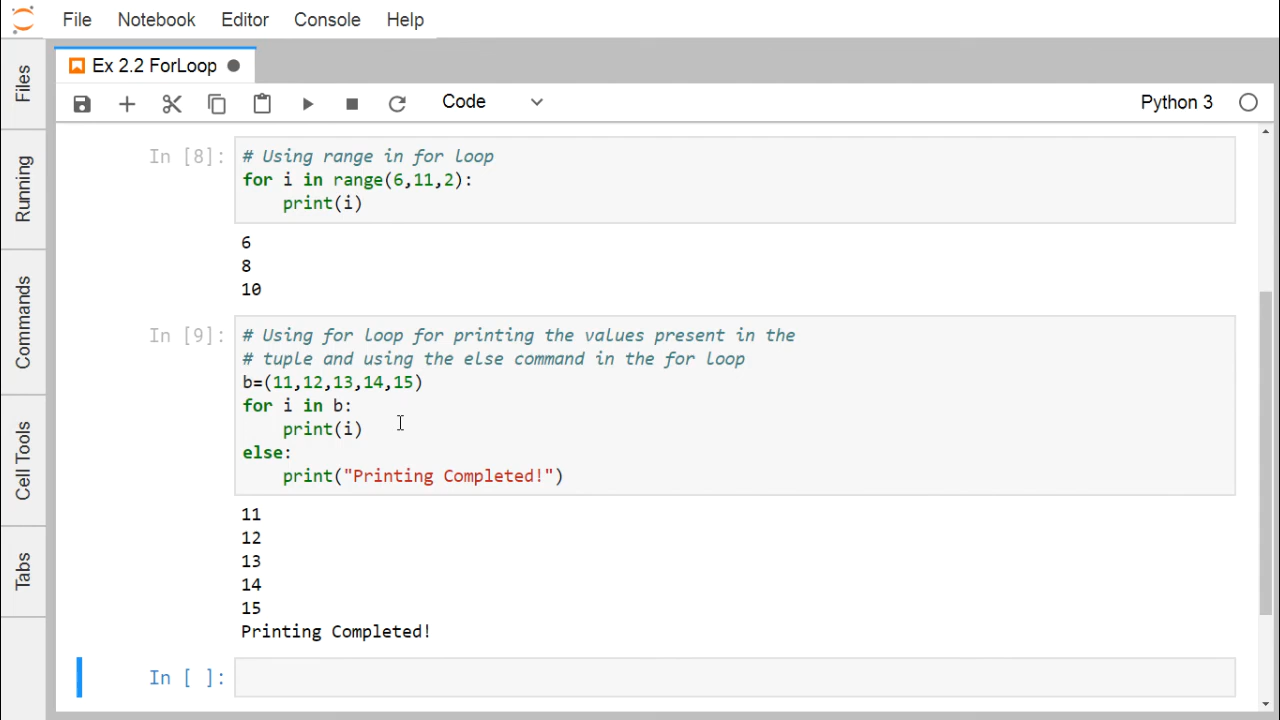 File Notebook Editor Console Help
Ex 2.2 ForLoop
Code Python 3
Files
Running
Commands
Cell Tools
Tabs
In [8]:
# Using range in for loop
for i in range(6,11,2):
    print(i)
6
8
10
In [9]:
# Using for loop for printing the values present in the
# tuple and using the else command in the for loop
b=(11,12,13,14,15)
for i in b:
    print(i)
else:
    print("Printing Completed!")
11
12
13
14
15
Printing Completed!
In [ ]: